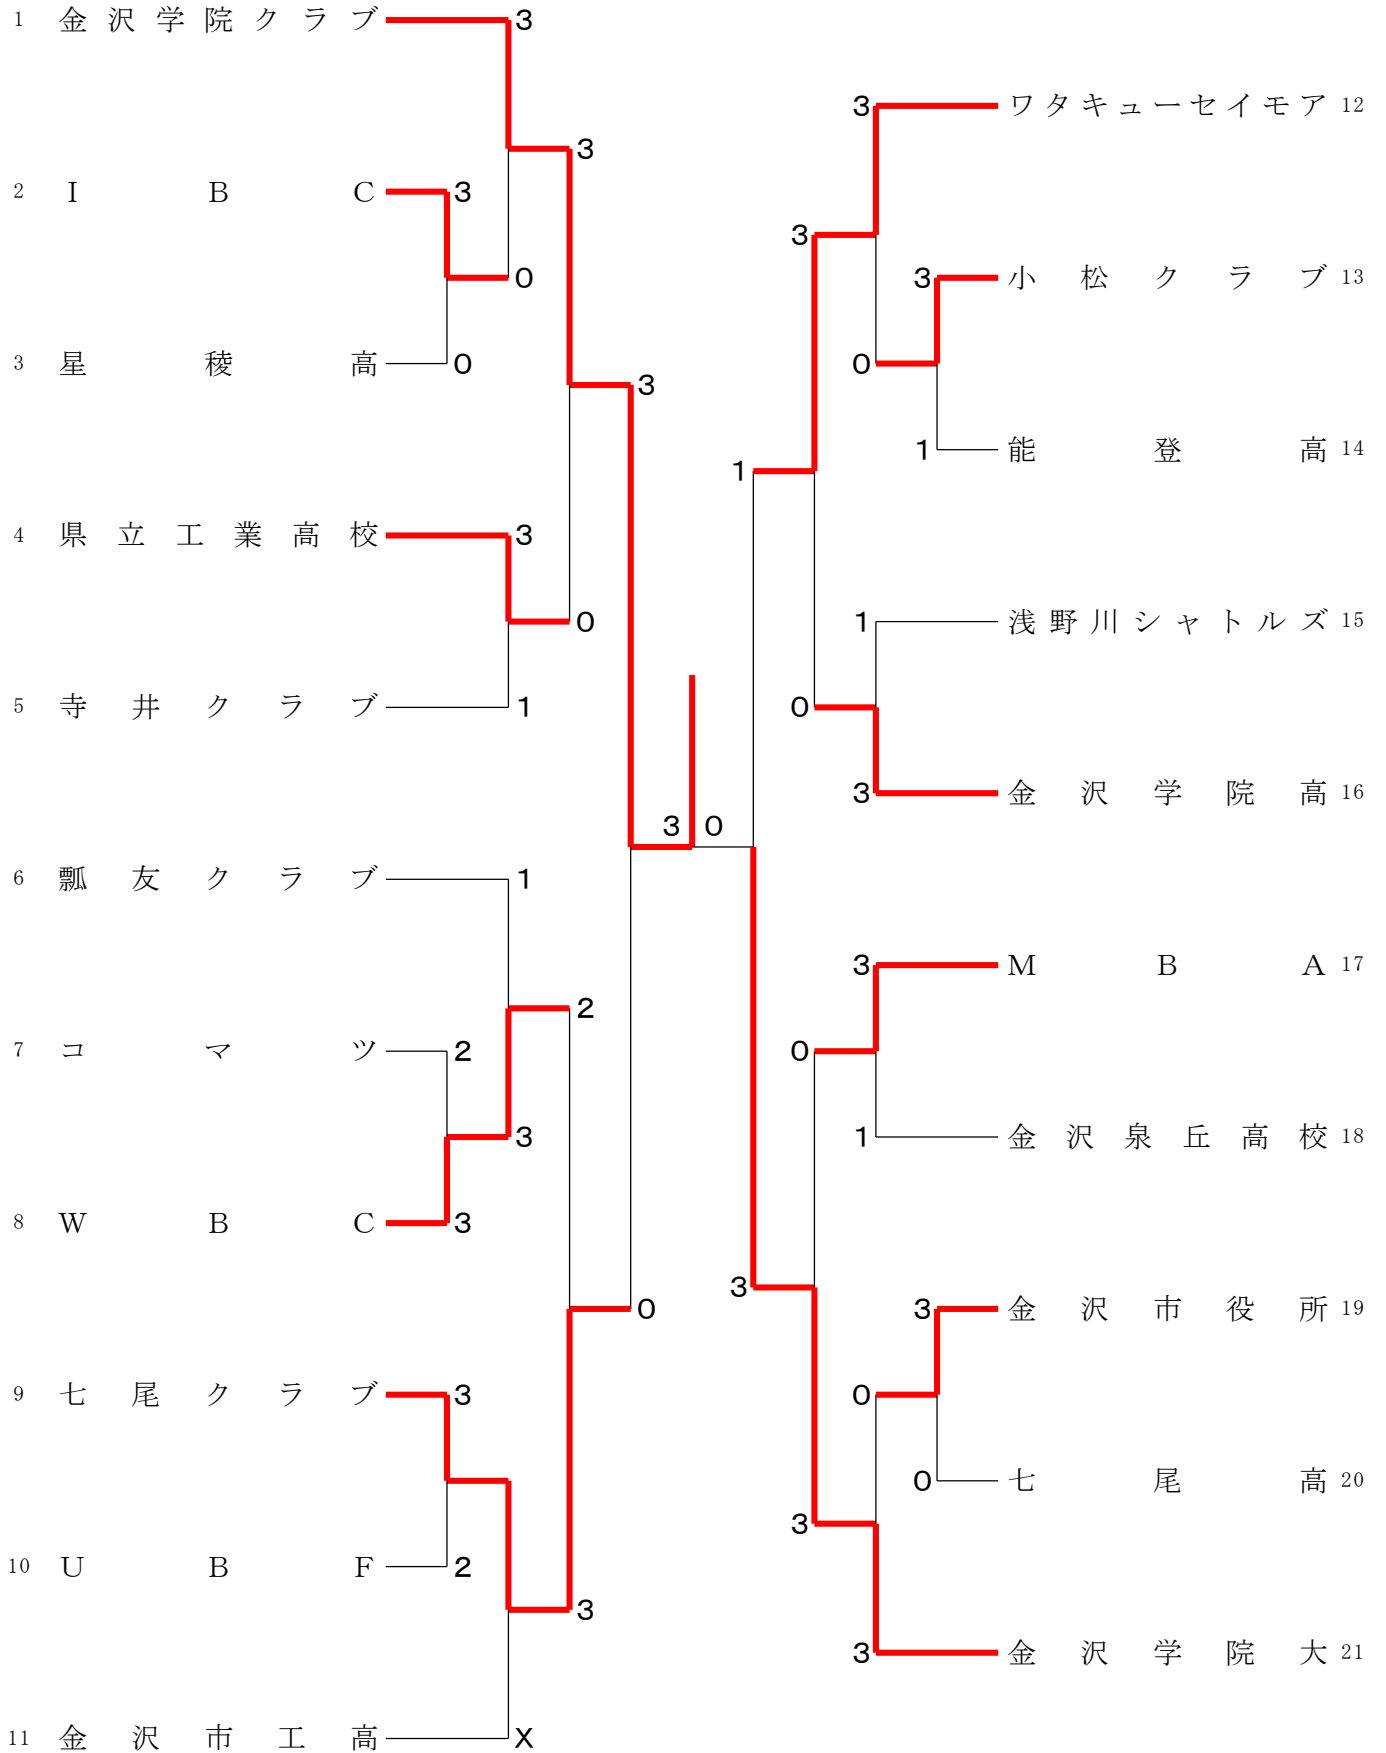 1 金沢学院クラブ 3
3 ワタキューセイモア 12
3
2 ＩＢＣ 3
3
0
3 小松クラブ 13
3 星稜高 0
0
3
1 能登高 14
1
4 県立工業高校 3
0
1 浅野川シャトルズ 15
5 寺井クラブ 1
0
3 金沢学院高 16
3 0
6 瓢友クラブ 1
3 ＭＢＡ 17
2
7 コマツ 2
0
3
1 金沢泉丘高校 18
8 ＷＢＣ 3
3
0
3 金沢市役所 19
9 七尾クラブ 3
0
0 七尾高 20
3
10 ＵＢＦ 2
3
3 金沢学院大 21
11 金沢市工高 X